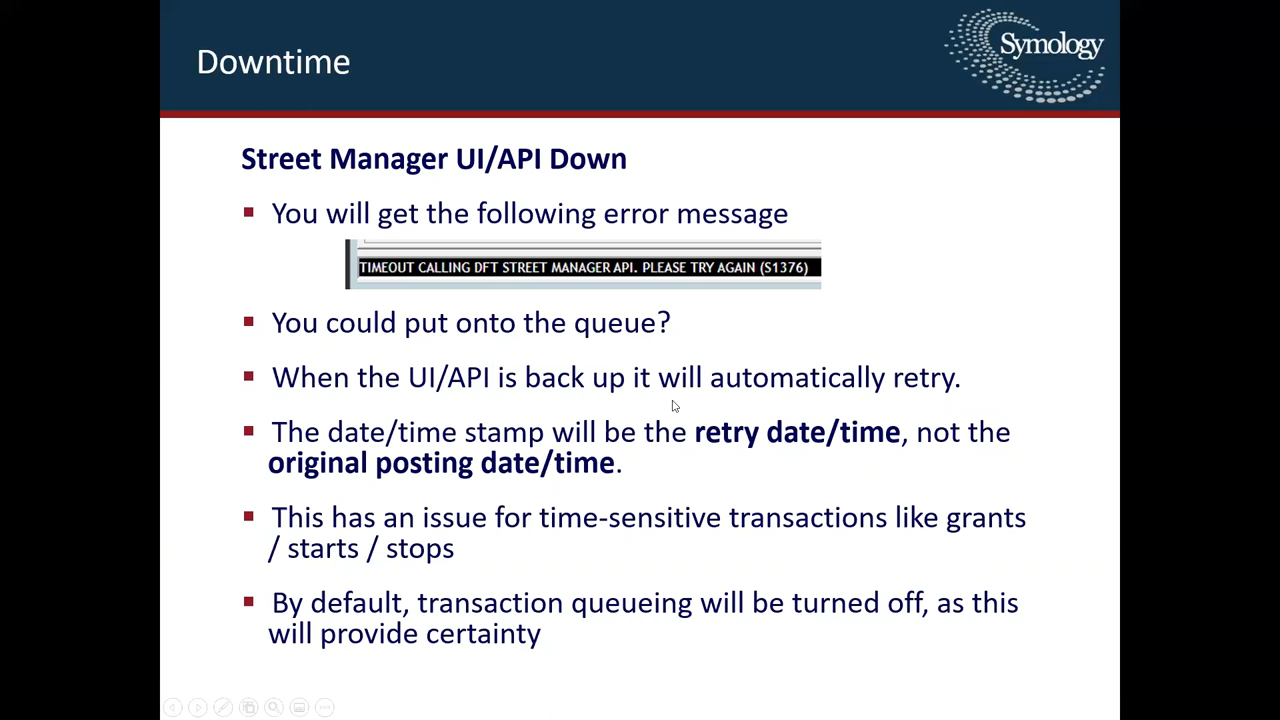 Downtime
Symology
Street Manager UI/API Down
You will get the following error message
TIMEOUT CALLING DFT STREET MANAGER API. PLEASE TRY AGAIN (S1376)
You could put onto the queue?
When the UI/API is back up it will automatically retry.
The date/time stamp will be the retry date/time, not the
original posting date/time.
This has an issue for time-sensitive transactions like grants
/ starts / stops
By default, transaction queueing will be turned off, as this
will provide certainty